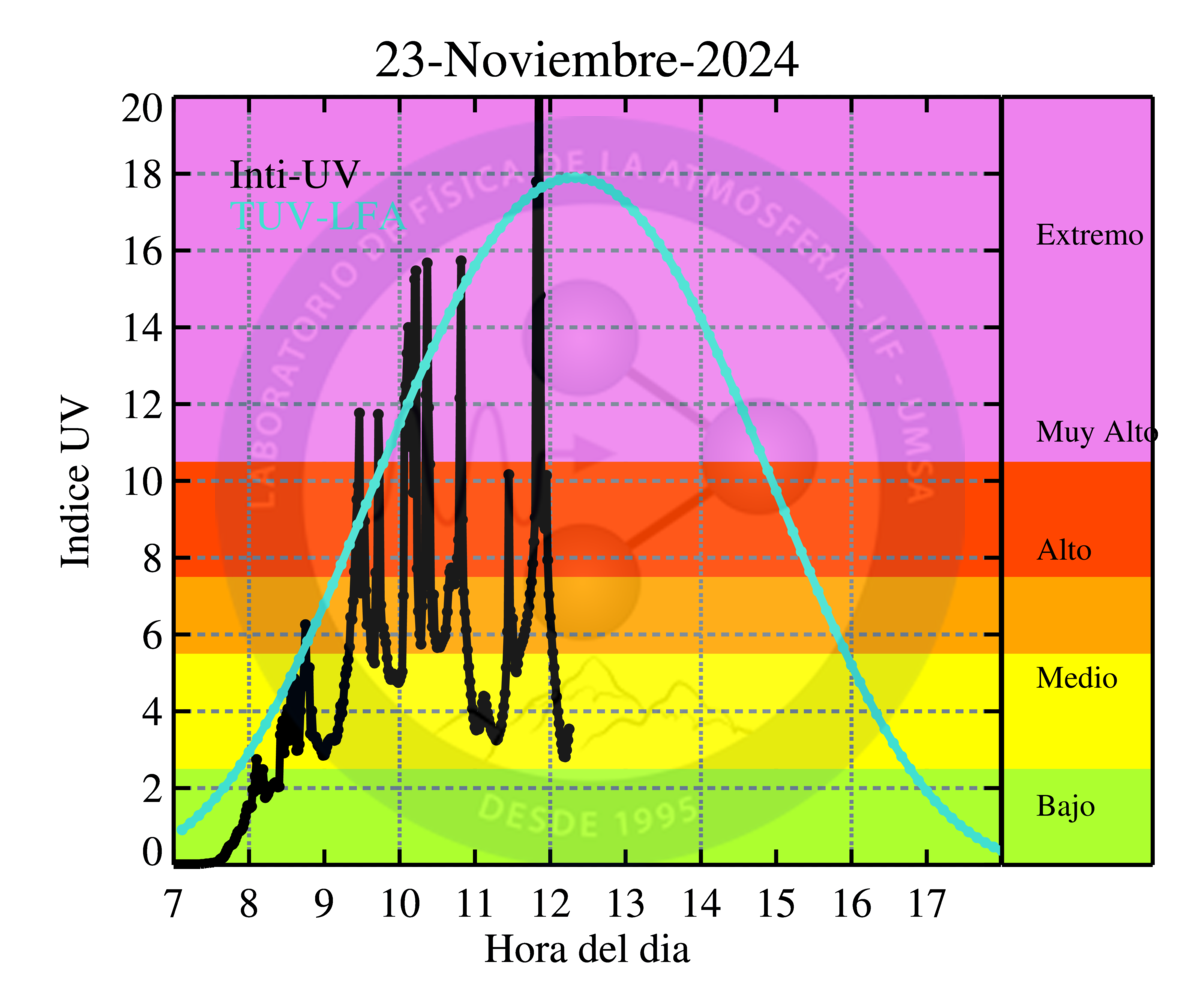 23-Noviembre-2024
20
18
16
14
12
10
8
6
4
2
0
Indice UV
Inti-UV
TUV-LFA
LABORATORIO DE FÍSICA DE LA ATMÓSFERA - IIF - UMSA
DESDE 1995
Extremo
Muy Alto
Alto
Medio
Bajo
7 8 9 10 11 12 13 14 15 16 17
Hora del dia